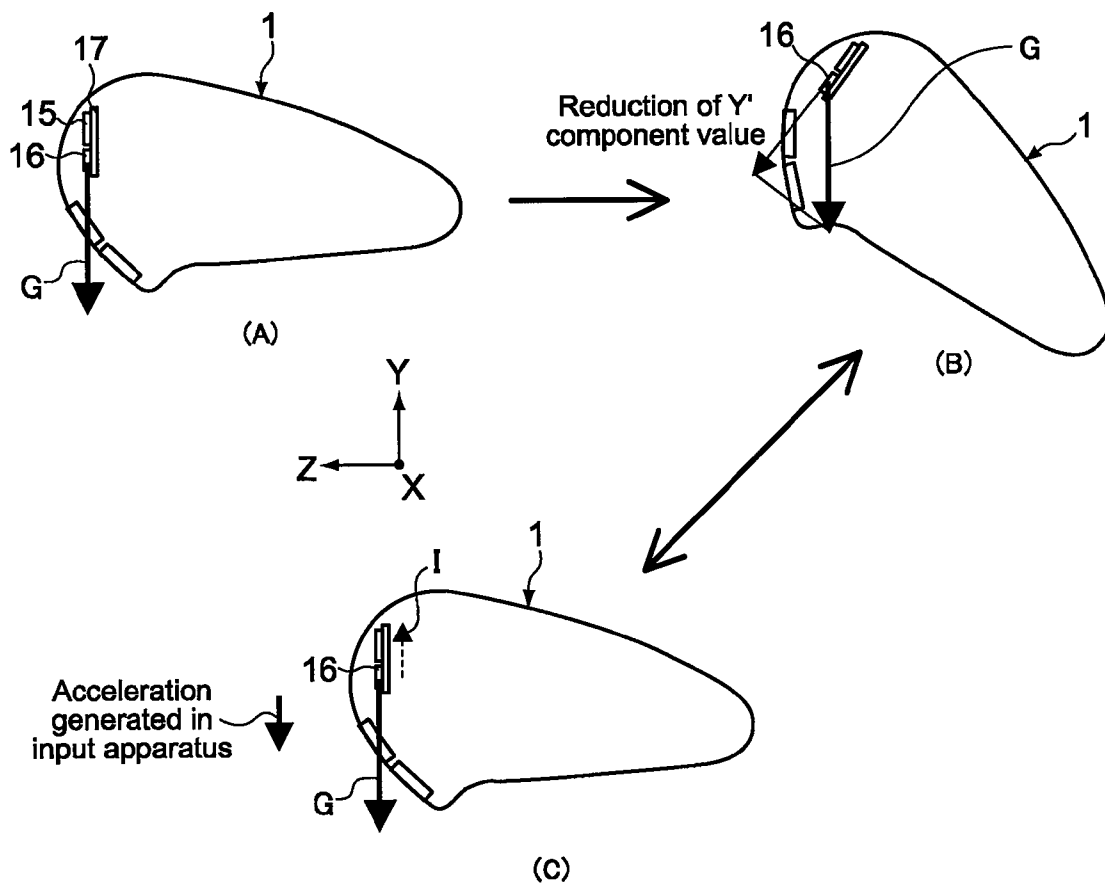 17
1
15
16
G
(A)
16
G
Reduction of Y'
component value
1
(B)
Y
Z
X
1
I
16
Acceleration
generated in
input apparatus
G
(C)